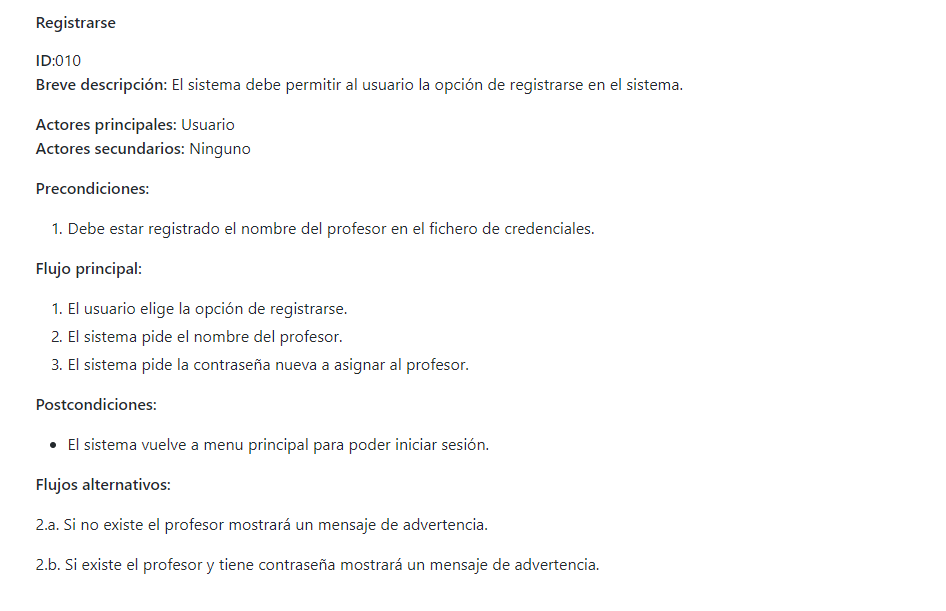 Registrarse
ID:010
Breve descripción: El sistema debe permitir al usuario la opción de registrarse en el sistema.
Actores principales: Usuario
Actores secundarios: Ninguno
Precondiciones:
1. Debe estar registrado el nombre del profesor en el fichero de credenciales.
Flujo principal:
1. El usuario elige la opción de registrarse.
2. El sistema pide el nombre del profesor.
3. El sistema pide la contraseña nueva a asignar al profesor.
Postcondiciones:
• El sistema vuelve a menu principal para poder iniciar sesión.
Flujos alternativos:
2.a. Si no existe el profesor mostrará un mensaje de advertencia.
2.b. Si existe el profesor y tiene contraseña mostrará un mensaje de advertencia.